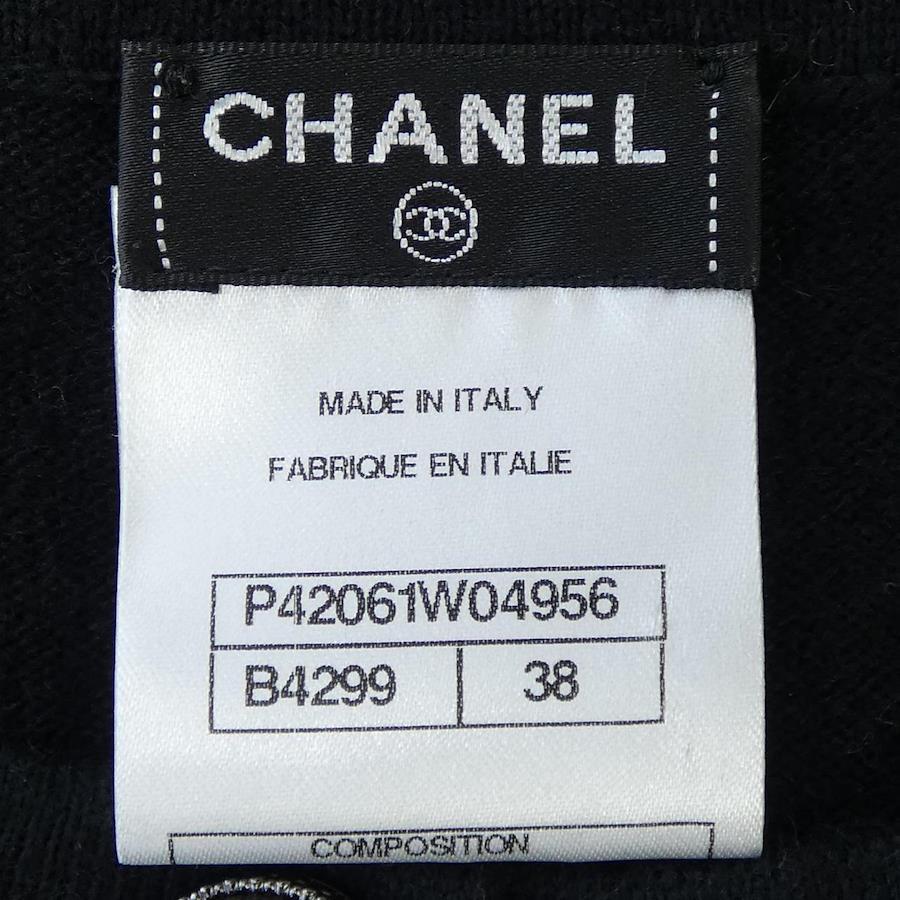 CHANEL
MADE IN ITALY
FABRIQUE EN ITALIE
P42061W04956
B4299 38
COMPOSITION